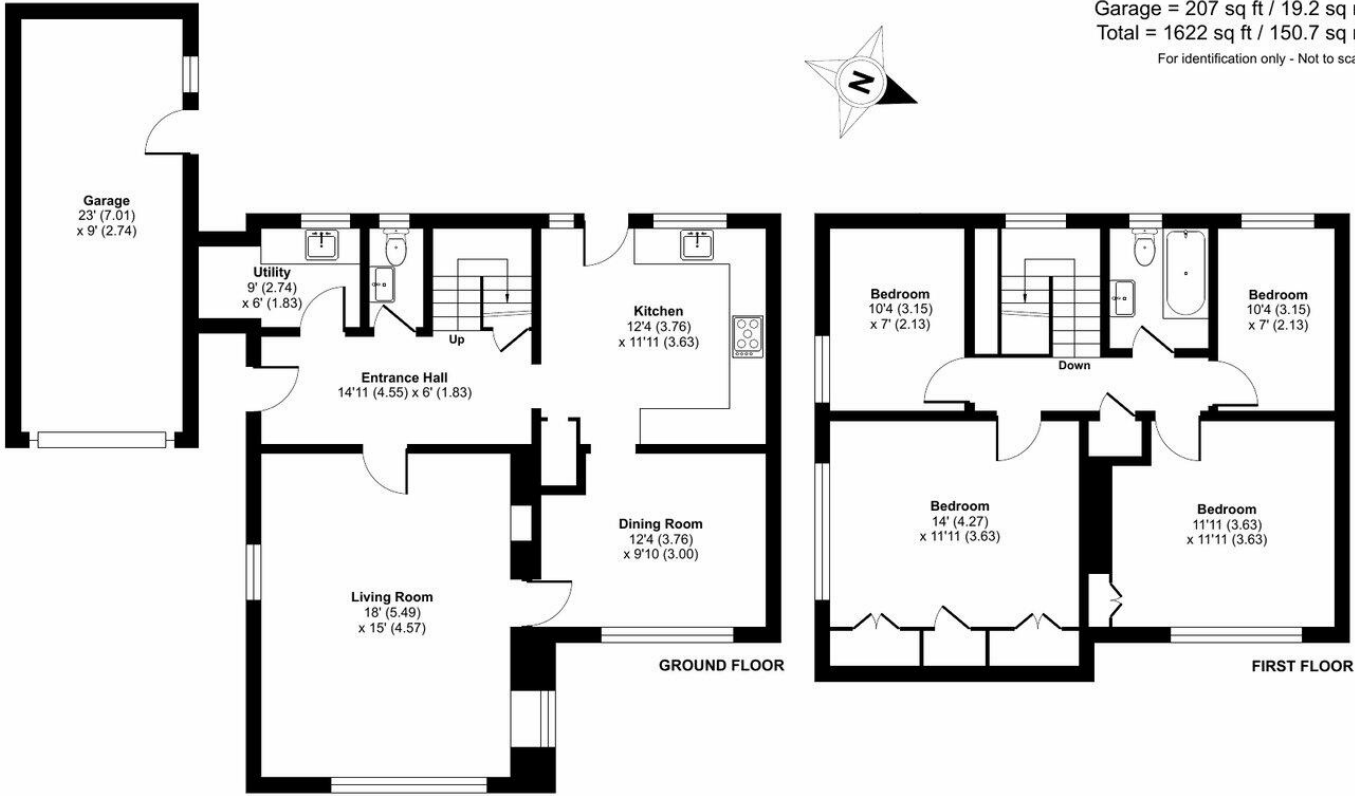 Garage = 207 sq ft / 19.2 sq
Total = 1622 sq ft / 150.7 sq
For identification only - Not to
N
Garage
23' (7.01)
x 9' (2.74)
Utility
9' (2.74)
x 6' (1.83)
Up
Entrance Hall
14'11 (4.55) x 6' (1.83)
Kitchen
12'4 (3.76)
x 11'11 (3.63)
Dining Room
12'4 (3.76)
x 9'10 (3.00)
Living Room
18' (5.49)
x 15' (4.57)
GROUND FLOOR
Bedroom
10'4 (3.15)
x 7' (2.13)
Bedroom
10'4 (3.15)
x 7' (2.13)
Down
Bedroom
14' (4.27)
x 11'11 (3.63)
Bedroom
11'11 (3.63)
x 11'11 (3.63)
FIRST FLOOR